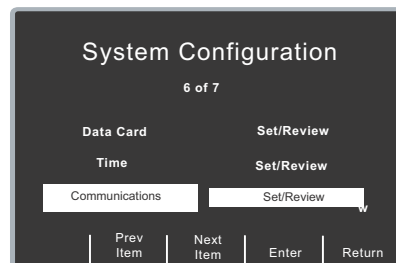 System Configuration
6 of 7
Data Card Set/Review
Time Set/Review
Communications Set/Review
w
Prev Item Next Item Enter Return